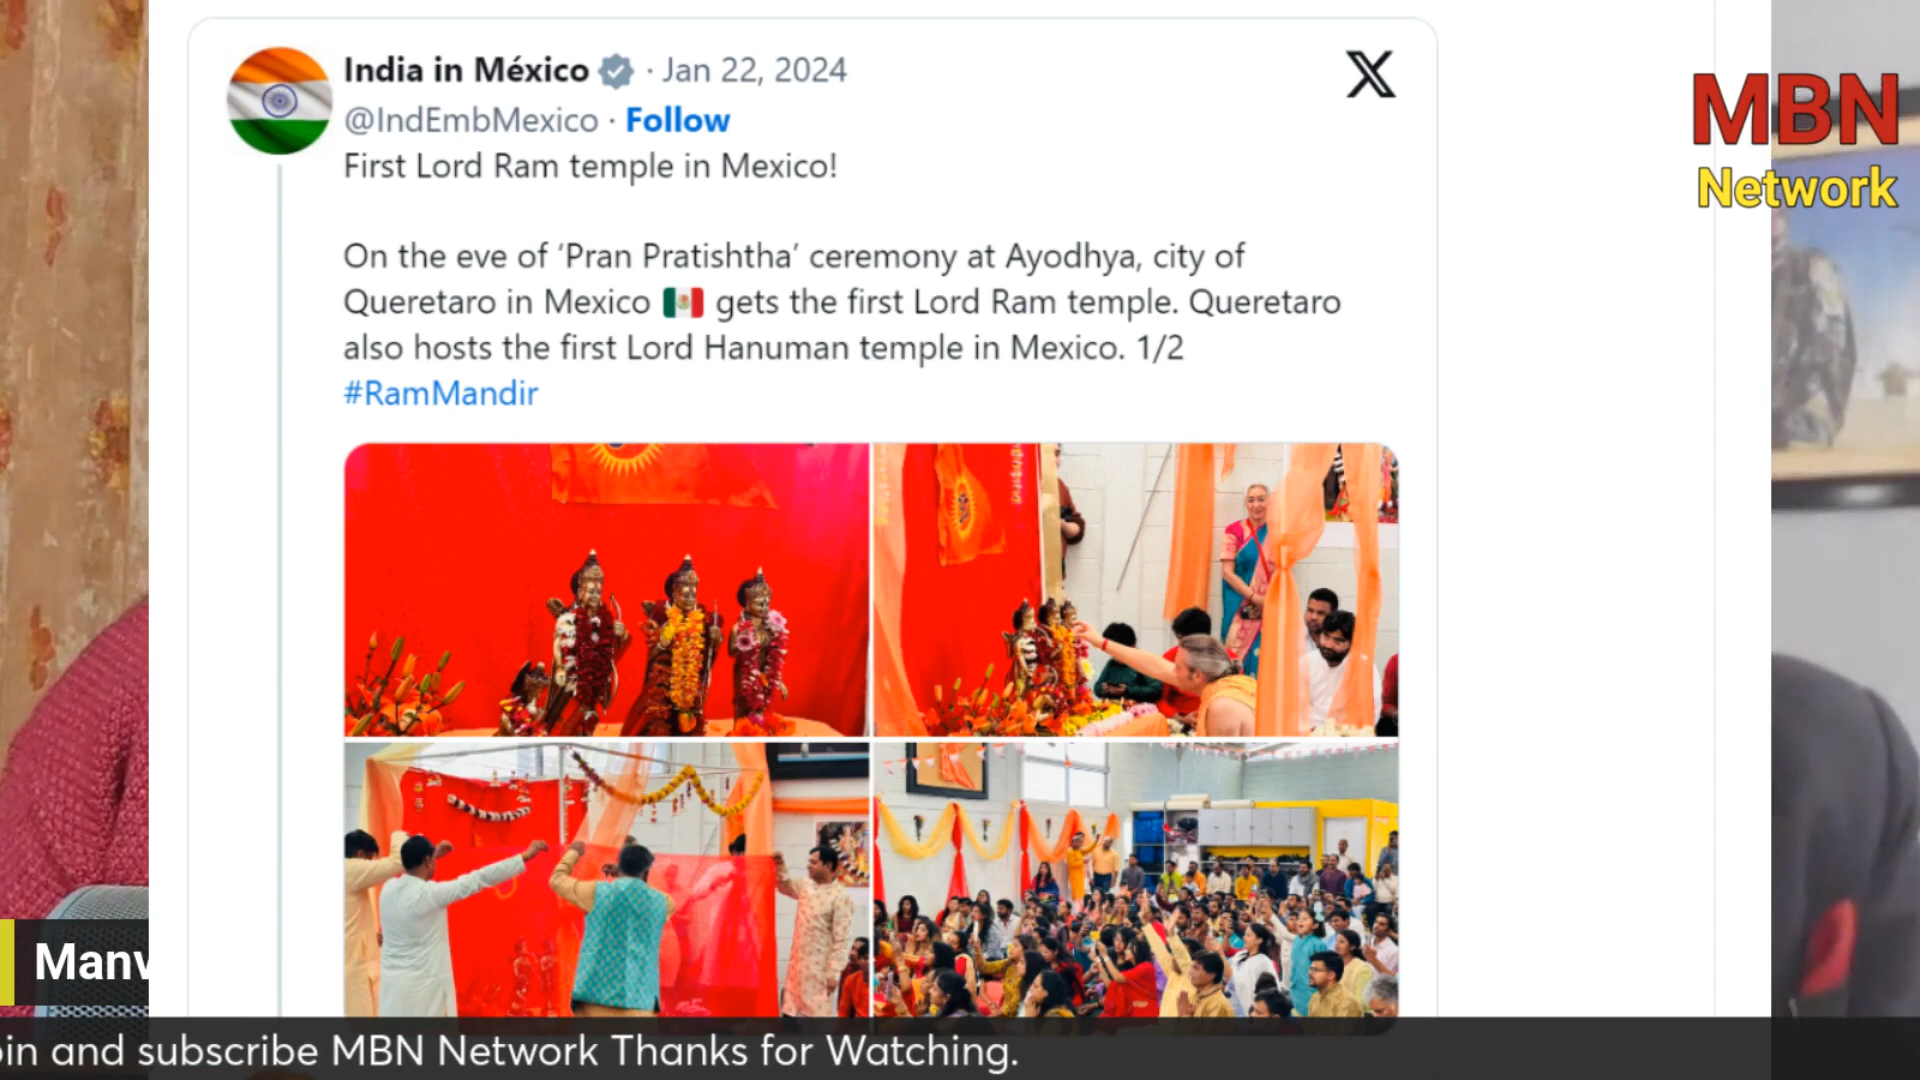 India in México · Jan 22, 2024
@IndEmbMexico · Follow
First Lord Ram temple in Mexico!
On the eve of ‘Pran Pratishtha’ ceremony at Ayodhya, city of
Queretaro in Mexico 🇲🇽 gets the first Lord Ram temple. Queretaro
also hosts the first Lord Hanuman temple in Mexico. 1/2
#RamMandir
MBN
Network
Manv
oin and subscribe MBN Network Thanks for Watching.